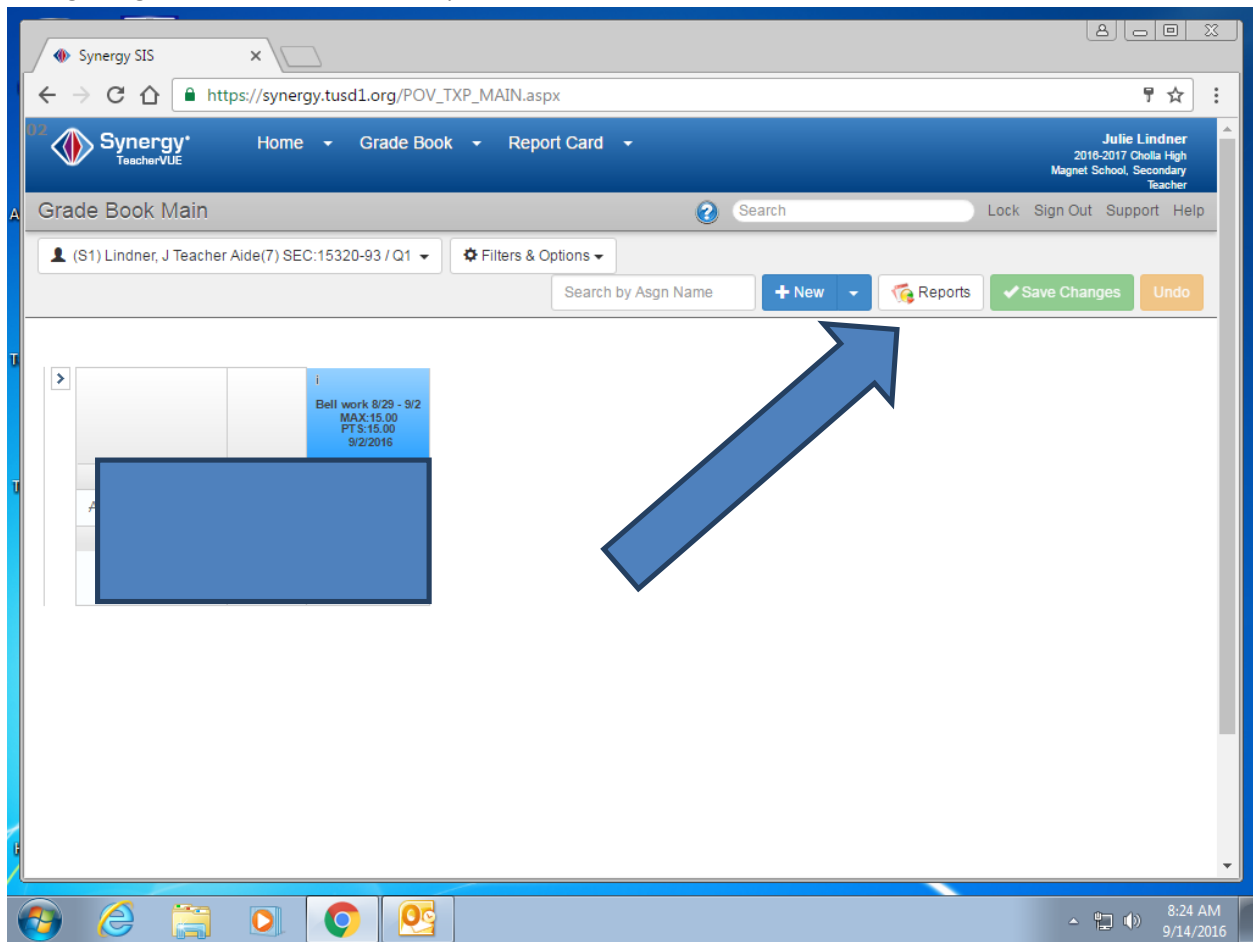 Synergy SIS
https://synergy.tusd1.org/POV_TXP_MAIN.aspx
02
Synergy
TeacherVUE
Home
Grade Book
Report Card
Julie Lindner
2016-2017 Cholla High
Magnet School, Secondary
Teacher
Grade Book Main
Search
Lock Sign Out Support Help
(S1) Lindner, J Teacher Aide(7) SEC:15320-93 / Q1
Filters & Options
Search by Asgn Name
+ New
Reports
Save Changes
Undo
i
Bell work 8/29 - 9/2
MAX:15.00
PTS:15.00
9/2/2016
8:24 AM
9/14/2016